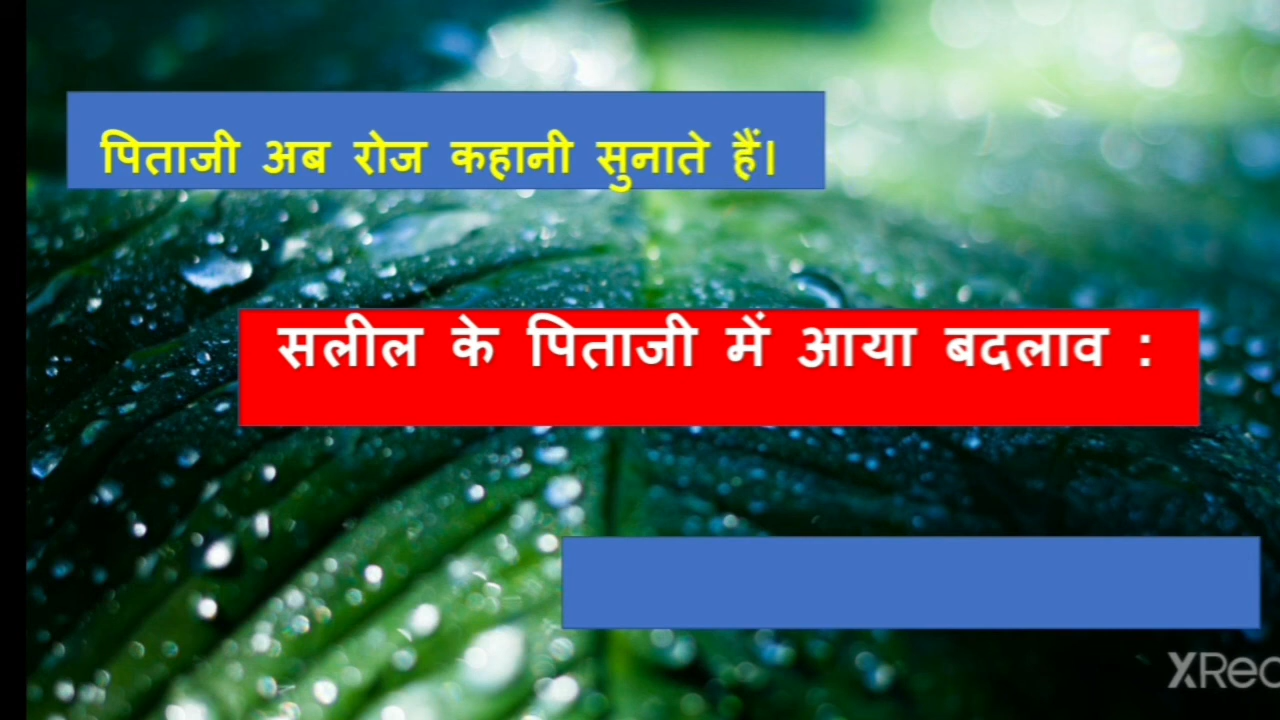 पिताजी अब रोज कहानी सुनाते हैं।
सलील के पिताजी में आया बदलाव :
XRec